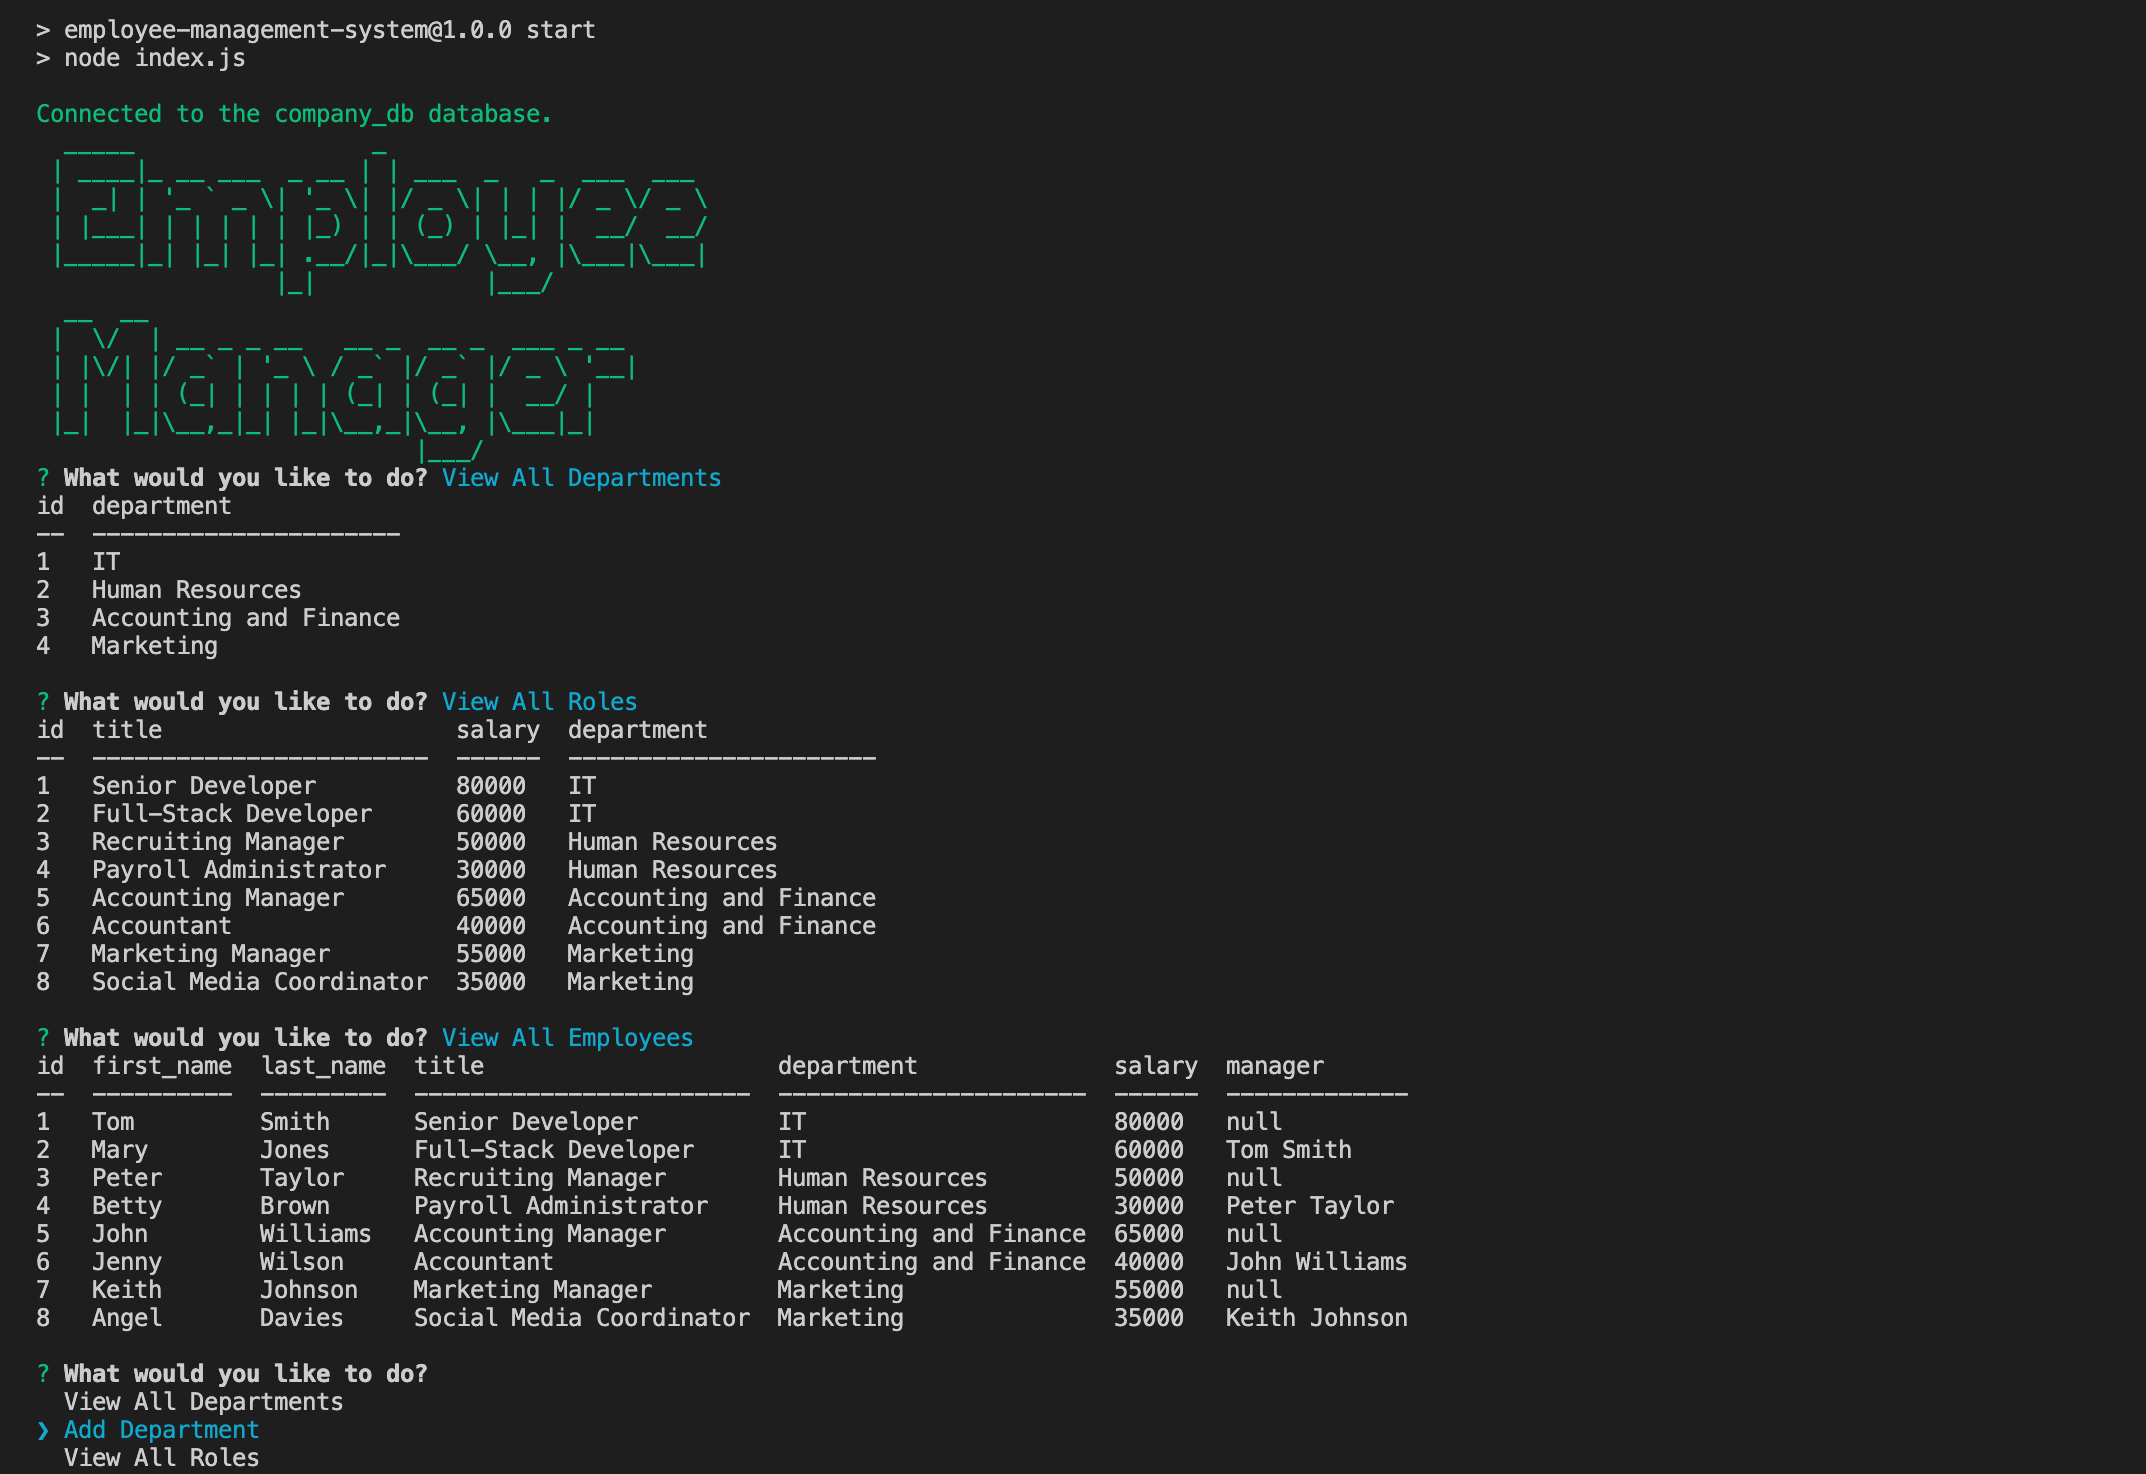 > employee-management-system@1.0.0 start
> node index.js
Connected to the company_db database.
Employee
Manager
? What would you like to do? View All Departments
id  department
--  ----------------------
1   IT
2   Human Resources
3   Accounting and Finance
4   Marketing
? What would you like to do? View All Roles
id  title                     salary  department
--  ------------------------  ------  ----------------------
1   Senior Developer          80000   IT
2   Full-Stack Developer      60000   IT
3   Recruiting Manager        50000   Human Resources
4   Payroll Administrator     30000   Human Resources
5   Accounting Manager        65000   Accounting and Finance
6   Accountant                40000   Accounting and Finance
7   Marketing Manager         55000   Marketing
8   Social Media Coordinator  35000   Marketing
? What would you like to do? View All Employees
id  first_name  last_name  title                     department              salary  manager
--  ----------  ---------  ------------------------  ----------------------  ------  -------------
1   Tom         Smith      Senior Developer          IT                      80000   null
2   Mary        Jones      Full-Stack Developer      IT                      60000   Tom Smith
3   Peter       Taylor     Recruiting Manager        Human Resources         50000   null
4   Betty       Brown      Payroll Administrator     Human Resources         30000   Peter Taylor
5   John        Williams   Accounting Manager        Accounting and Finance  65000   null
6   Jenny       Wilson     Accountant                Accounting and Finance  40000   John Williams
7   Keith       Johnson    Marketing Manager         Marketing               55000   null
8   Angel       Davies     Social Media Coordinator  Marketing               35000   Keith Johnson
? What would you like to do?
View All Departments
❯ Add Department
View All Roles